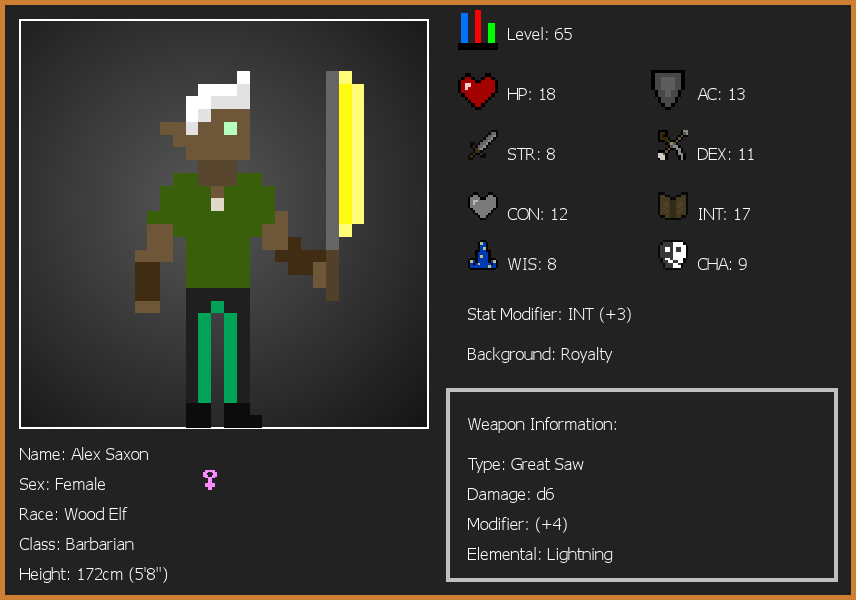 Level: 65
HP: 18
AC: 13
STR: 8
DEX: 11
CON: 12
INT: 17
WIS: 8
CHA: 9
Stat Modifier: INT (+3)
Background: Royalty
Weapon Information:
Type: Great Saw
Damage: d6
Modifier: (+4)
Elemental: Lightning
Name: Alex Saxon
Sex: Female
Race: Wood Elf
Class: Barbarian
Height: 172cm (5'8")